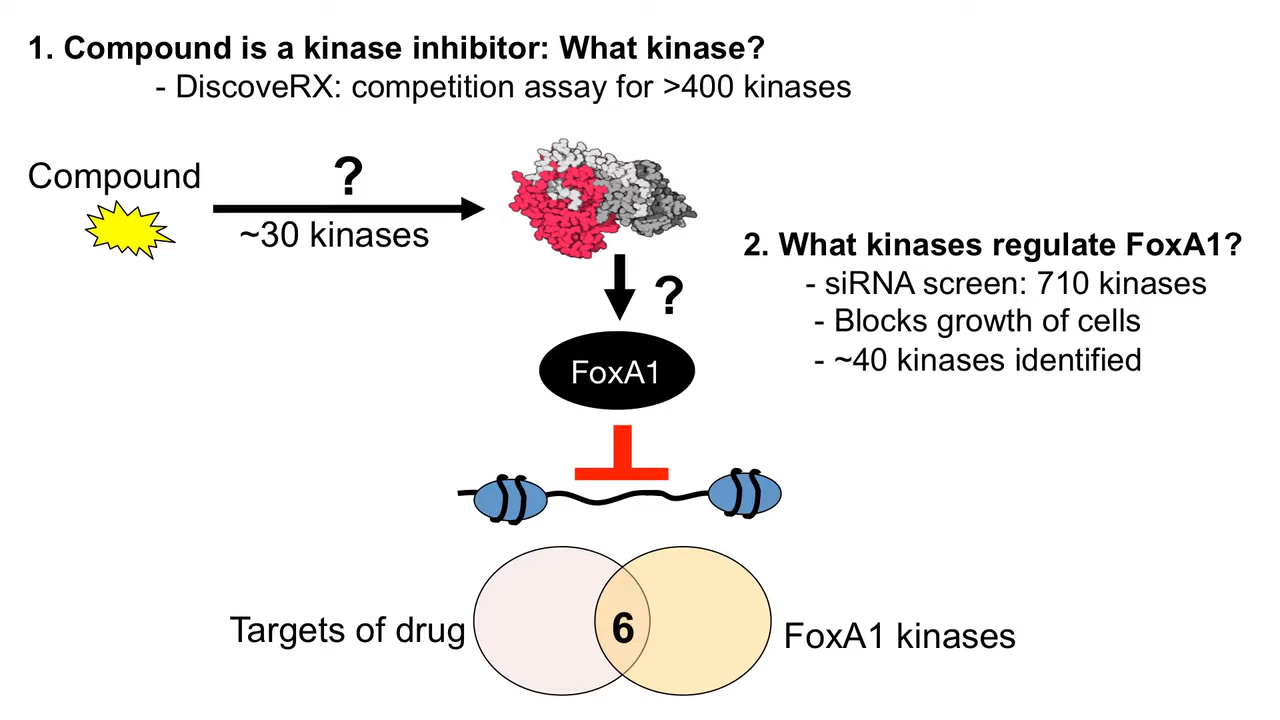 1. Compound is a kinase inhibitor: What kinase?
- DiscoveRX: competition assay for >400 kinases
Compound
?
~30 kinases
2. What kinases regulate FoxA1?
- siRNA screen: 710 kinases
- Blocks growth of cells
- ~40 kinases identified
?
FoxA1
Targets of drug
6
FoxA1 kinases